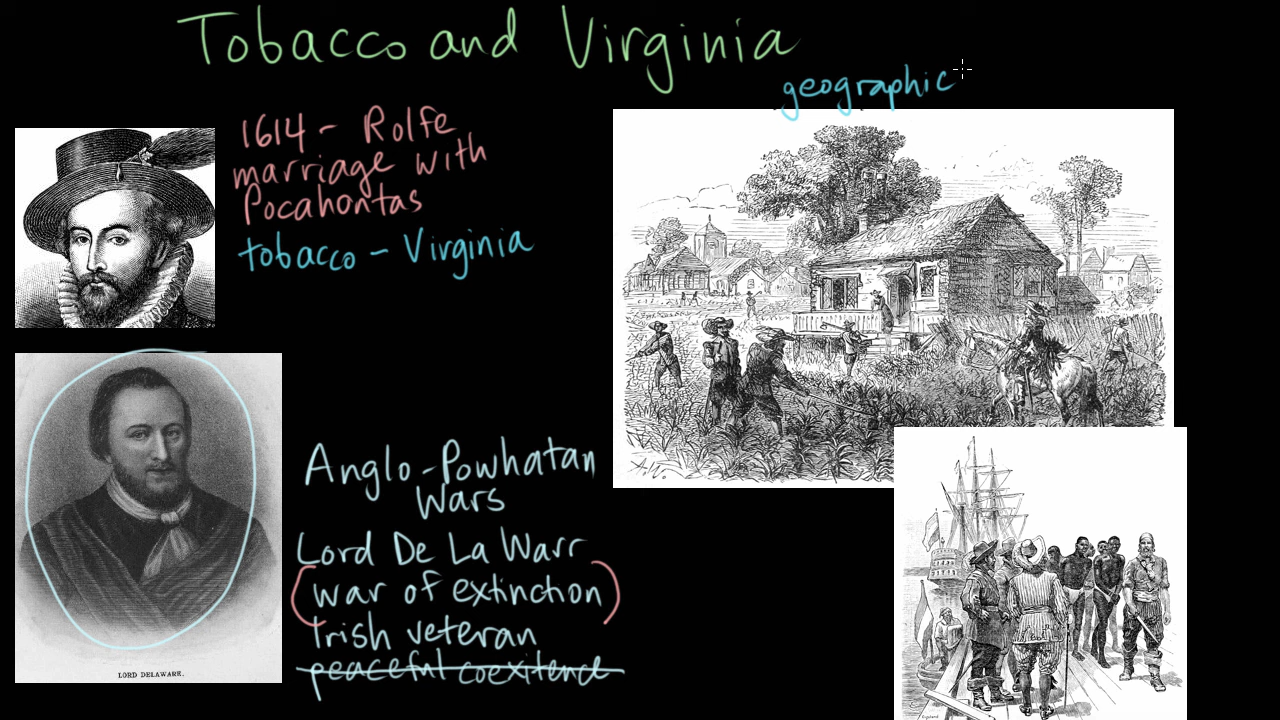 Tobacco and Virginia
geographic
1614 - Rolfe
marriage with
Pocahontas
tobacco - Virginia
Anglo-Powhatan
Wars
Lord De La Warr
(war of extinction)
Irish veteran
peaceful coexitence
LORD DELAWARE.